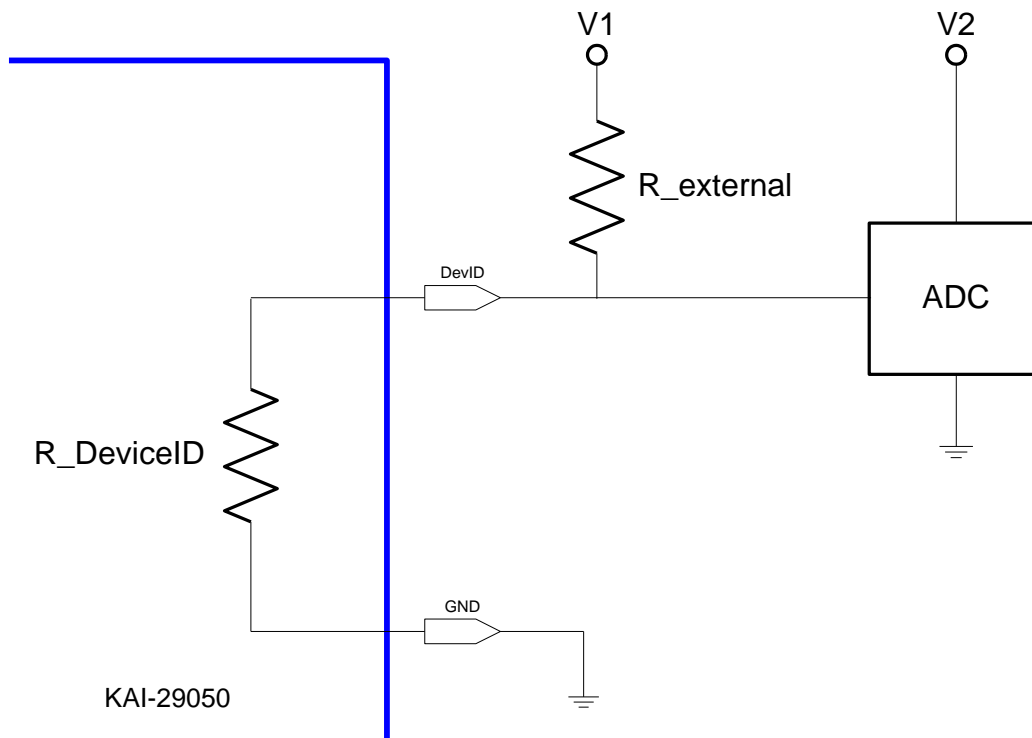 V1
V2
R_external
DevID
ADC
R_DeviceID
GND
KAI-29050